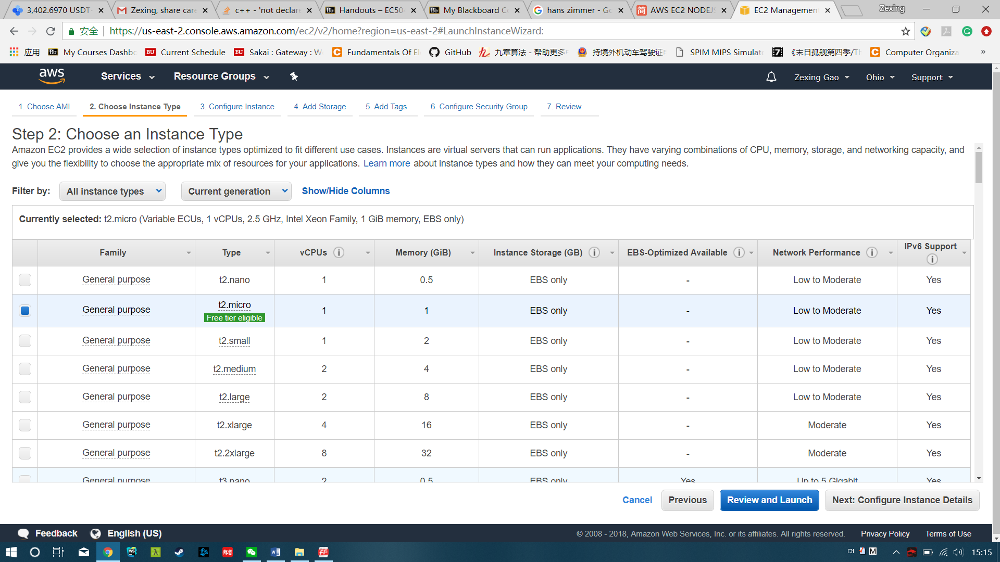 3,402.6970 USDT
Zexing, share care
c++ - 'not declare
Handouts – EC504
My Blackboard C
hans zimmer - Go
AWS EC2 NODEJS
EC2 Management
Zexing
安全
https://us-east-2.console.aws.amazon.com/ec2/v2/home?region=us-east-2#LaunchInstanceWizard:
应用
My Courses Dashbo
Current Schedule
Sakai : Gateway : W
Fundamentals Of El
GitHub
九章算法 - 帮助更多
持境外机动车驾驶证
SPIM MIPS Simulat
《末日孤舰第四季/Th
Computer Organiza
»
aws
Services
Resource Groups
Zexing Gao
Ohio
Support
1. Choose AMI
2. Choose Instance Type
3. Configure Instance
4. Add Storage
5. Add Tags
6. Configure Security Group
7. Review
Step 2: Choose an Instance Type
Amazon EC2 provides a wide selection of instance types optimized to fit different use cases. Instances are virtual servers that can run applications. They have varying combinations of CPU, memory, storage, and networking capacity, and
give you the flexibility to choose the appropriate mix of resources for your applications. Learn more about instance types and how they can meet your computing needs.
Filter by: All instance types Current generation Show/Hide Columns
Currently selected: t2.micro (Variable ECUs, 1 vCPUs, 2.5 GHz, Intel Xeon Family, 1 GiB memory, EBS only)
Family Type vCPUs Memory (GiB) Instance Storage (GB) EBS-Optimized Available Network Performance IPv6 Support
General purpose t2.nano 1 0.5 EBS only - Low to Moderate Yes
General purpose t2.micro 1 1 EBS only - Low to Moderate Yes
Free tier eligible
General purpose t2.small 1 2 EBS only - Low to Moderate Yes
General purpose t2.medium 2 4 EBS only - Low to Moderate Yes
General purpose t2.large 2 8 EBS only - Low to Moderate Yes
General purpose t2.xlarge 4 16 EBS only - Moderate Yes
General purpose t2.2xlarge 8 32 EBS only - Moderate Yes
General purpose t3.nano 2 0.5 EBS only Yes Up to 5 Gigabit Yes
Cancel Previous Review and Launch Next: Configure Instance Details
Feedback English (US) © 2008 - 2018, Amazon Web Services, Inc. or its affiliates. All rights reserved. Privacy Policy Terms of Use
CH M 15:15